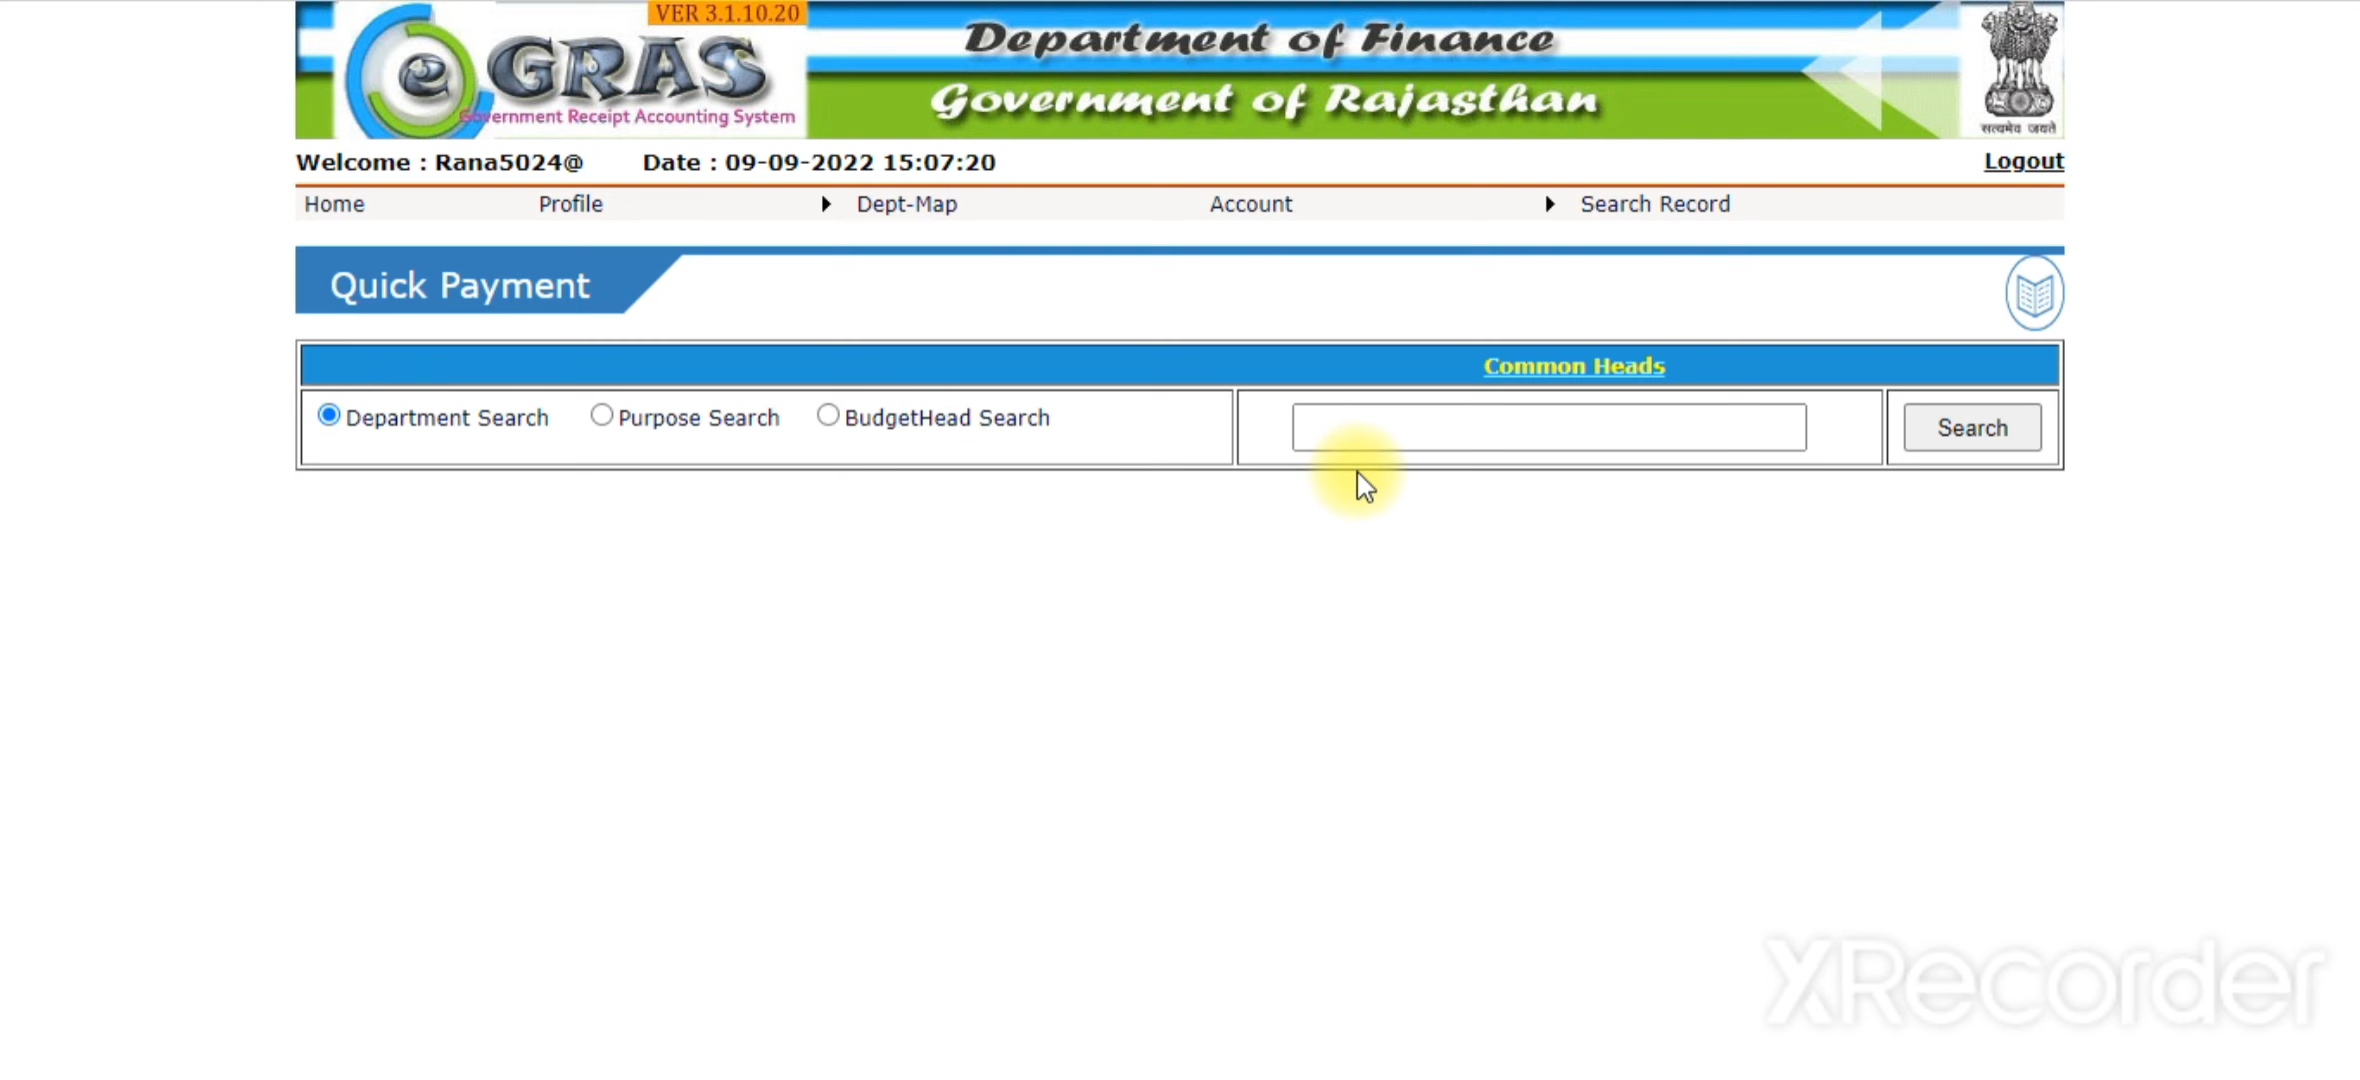 VER 3.1.10.20
e GRAS
Government Receipt Accounting System
Department of Finance
Government of Rajasthan
सत्यमेव जयते
Welcome : Rana5024@ Date : 09-09-2022 15:07:20 Logout
Home Profile Dept-Map Account Search Record
Quick Payment
Common Heads
Department Search Purpose Search BudgetHead Search Search
XRecorder